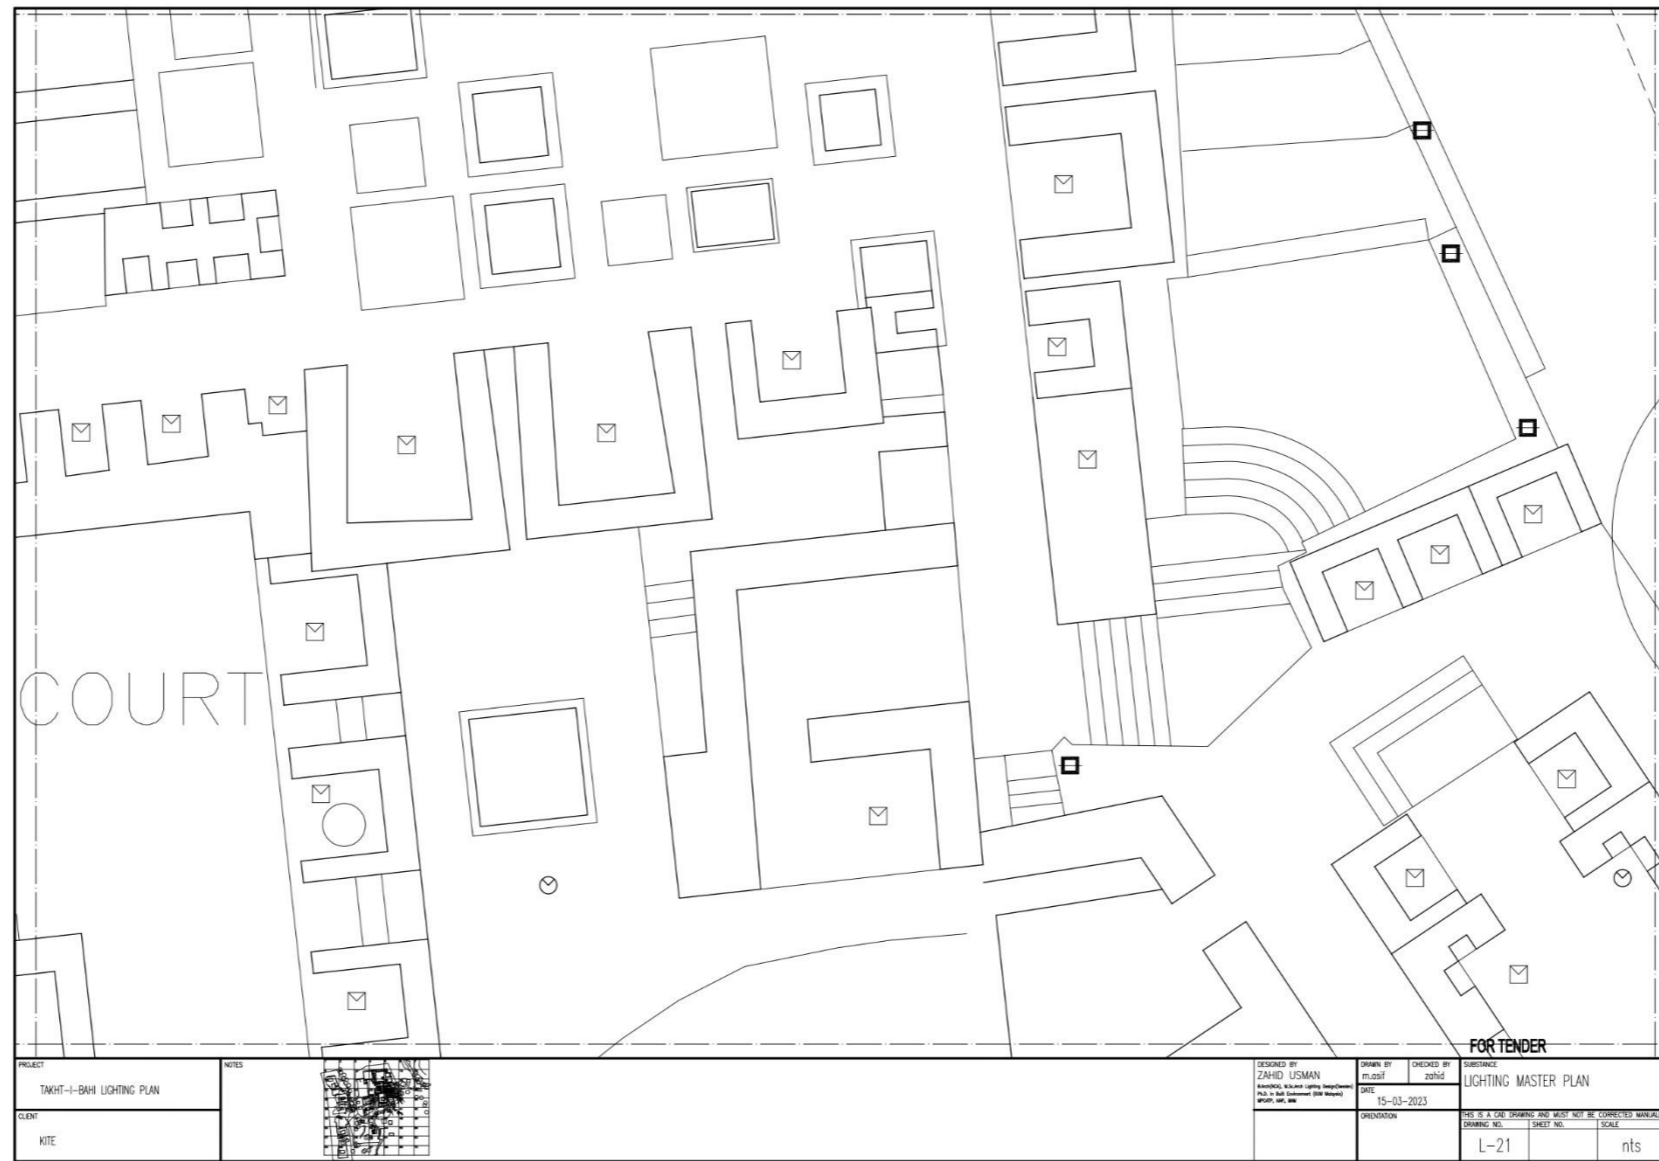 COURT
FOR TENDER
PROJECT
TAKHT-I-BAHI LIGHTING PLAN
CLIENT
KITE
NOTES
DESIGNED BY
ZAHID USMAN
DRAWN BY
m.asif
CHECKED BY
zahid
DATE
15-03-2023
ORIENTATION
SUBSTANCE
LIGHTING MASTER PLAN
THIS IS A CAD DRAWING AND MUST NOT BE CORRECTED MANUAL
DRAWING NO.
L-21
SHEET NO.
SCALE
nts